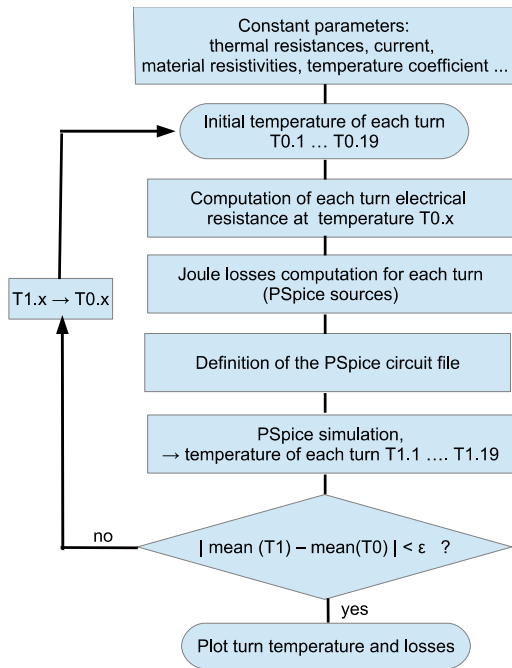 Constant parameters:
thermal resistances, current,
material resistivities, temperature coefficient ...
Initial temperature of each turn
T0.1 ... T0.19
Computation of each turn electrical
resistance at temperature T0.x
Joule losses computation for each turn
(PSpice sources)
T1.x → T0.x
Definition of the PSpice circuit file
PSpice simulation,
→ temperature of each turn T1.1 .... T1.19
no
| mean (T1) – mean(T0) | < ε ?
yes
Plot turn temperature and losses